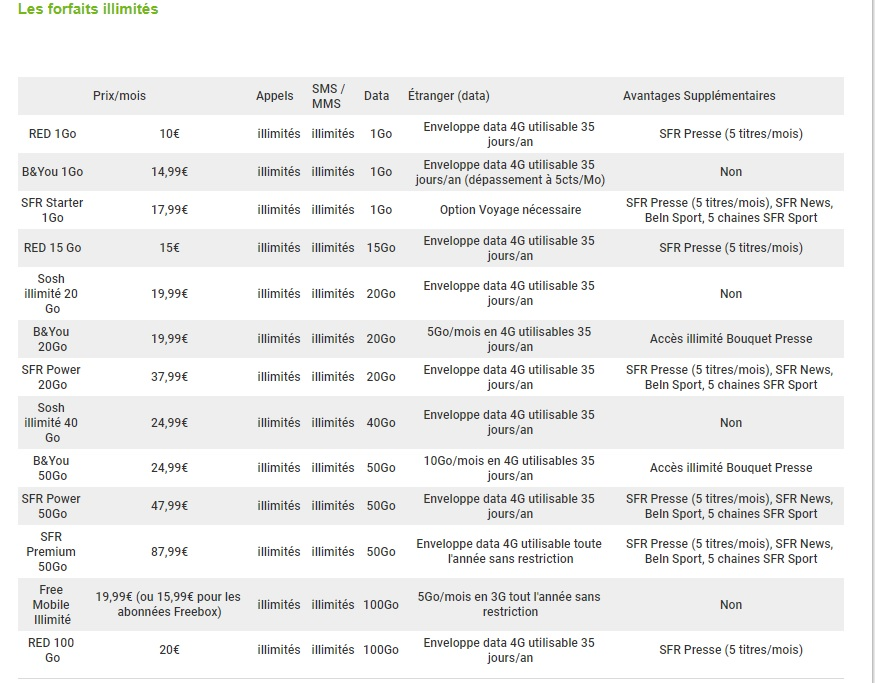 Les forfaits illimités
Prix/mois Appels SMS / MMS Data Étranger (data) Avantages Supplémentaires
RED 1Go 10€ illimités illimités 1Go Enveloppe data 4G utilisable 35 jours/an SFR Presse (5 titres/mois)
B&You 1Go 14,99€ illimités illimités 1Go Enveloppe data 4G utilisable 35 jours/an (dépassement à 5cts/Mo) Non
SFR Starter 1Go 17,99€ illimités illimités 1Go Option Voyage nécessaire SFR Presse (5 titres/mois), SFR News, BeIn Sport, 5 chaines SFR Sport
RED 15 Go 15€ illimités illimités 15Go Enveloppe data 4G utilisable 35 jours/an SFR Presse (5 titres/mois)
Sosh illimité 20 Go 19,99€ illimités illimités 20Go Enveloppe data 4G utilisable 35 jours/an Non
B&You 20Go 19,99€ illimités illimités 20Go 5Go/mois en 4G utilisables 35 jours/an Accès illimité Bouquet Presse
SFR Power 20Go 37,99€ illimités illimités 20Go Enveloppe data 4G utilisable 35 jours/an SFR Presse (5 titres/mois), SFR News, BeIn Sport, 5 chaines SFR Sport
Sosh illimité 40 Go 24,99€ illimités illimités 40Go Enveloppe data 4G utilisable 35 jours/an Non
B&You 50Go 24,99€ illimités illimités 50Go 10Go/mois en 4G utilisables 35 jours/an Accès illimité Bouquet Presse
SFR Power 50Go 47,99€ illimités illimités 50Go Enveloppe data 4G utilisable 35 jours/an SFR Presse (5 titres/mois), SFR News, BeIn Sport, 5 chaines SFR Sport
SFR Premium 50Go 87,99€ illimités illimités 50Go Enveloppe data 4G utilisable toute l'année sans restriction SFR Presse (5 titres/mois), SFR News, BeIn Sport, 5 chaines SFR Sport
Free Mobile Illimité 19,99€ (ou 15,99€ pour les abonnées Freebox) illimités illimités 100Go 5Go/mois en 3G tout l'année sans restriction Non
RED 100 Go 20€ illimités illimités 100Go Enveloppe data 4G utilisable 35 jours/an SFR Presse (5 titres/mois)